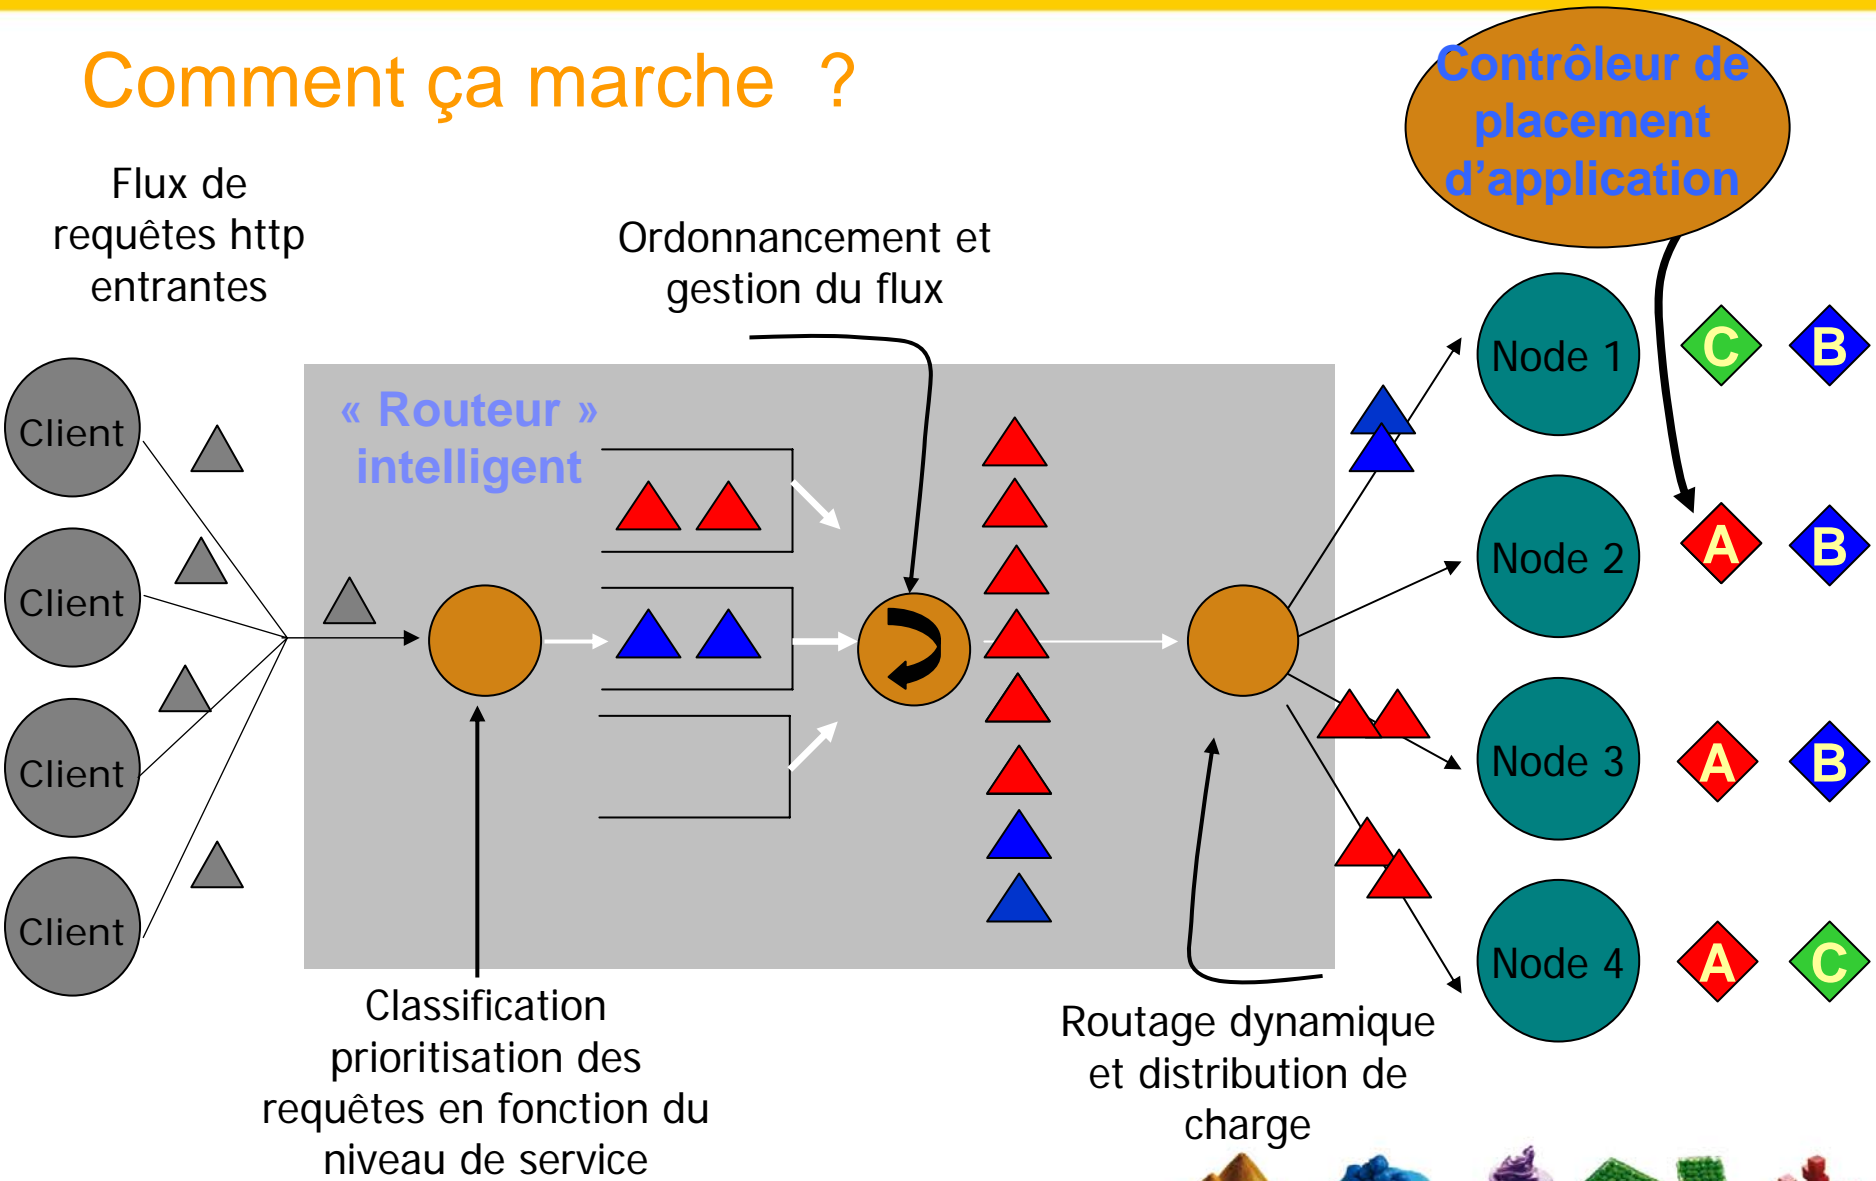 Comment ça marche ?
Contrôleur de
placement
d’application
Flux de
requêtes http
entrantes
Ordonnancement et
gestion du flux
« Routeur »
intelligent
Client
Client
Client
Client
Node 1
C
B
Node 2
A
B
Node 3
A
B
Node 4
A
C
Classification
prioritisation des
requêtes en fonction du
niveau de service
Routage dynamique
et distribution de
charge